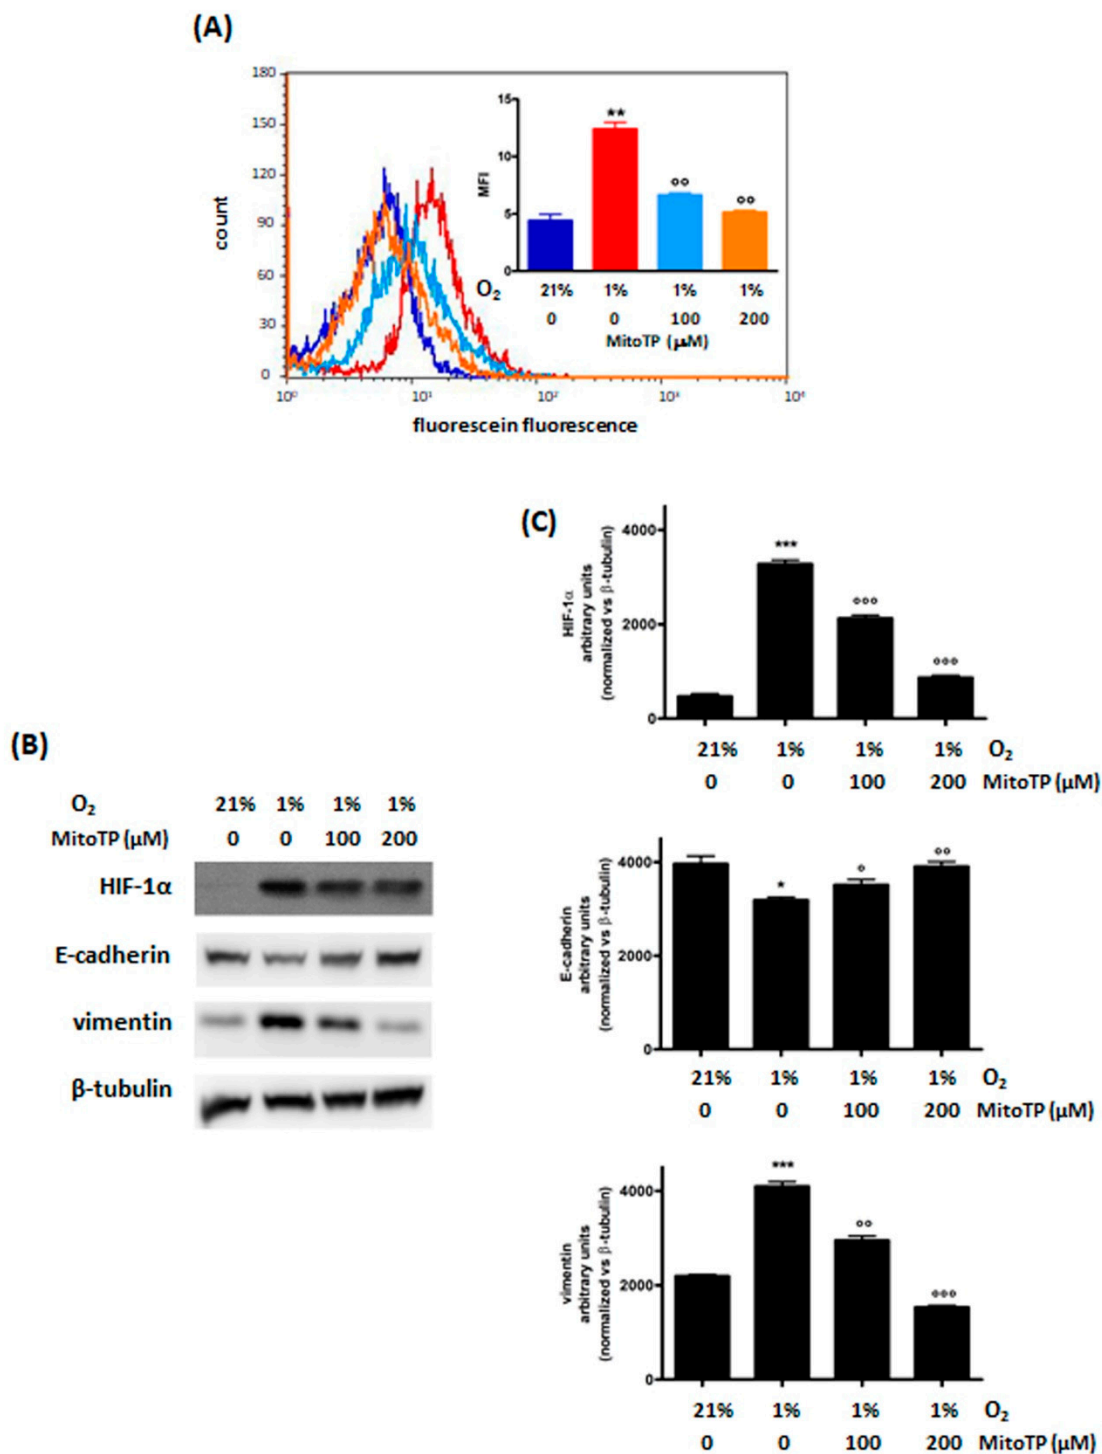 (A)
180
150
120
90
60
30
0
count
10⁰ 10¹ 10² 10³ 10⁴
fluorescein fluorescence
15
10
5
0
MFI
**
°°
°°
O₂ 21% 1% 1% 1%
0 0 100 200
MitoTP (μM)
(B)
O₂ 21% 1% 1% 1%
MitoTP (μM) 0 0 100 200
HIF-1α
E-cadherin
vimentin
β-tubulin
(C)
HIF-1α
arbitrary units
(normalized vs β-tubulin)
4000
2000
0
***
°°°
°°°
21% 1% 1% 1% O₂
0 0 100 200 MitoTP (μM)
E-cadherin
arbitrary units
(normalized vs β-tubulin)
4000
2000
0
*
°
°°
21% 1% 1% 1% O₂
0 0 100 200 MitoTP (μM)
vimentin
arbitrary units
(normalized vs β-tubulin)
4000
2000
0
***
°°
°°°
21% 1% 1% 1% O₂
0 0 100 200 MitoTP (μM)